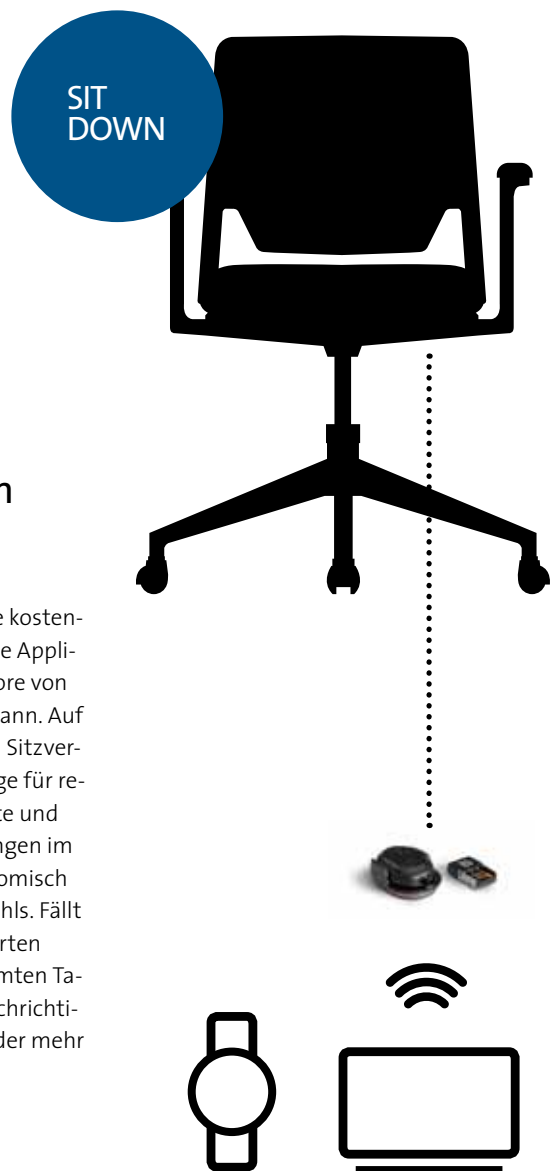 SIT
DOWN
n
e kosten-
e Appli-
ore von
ann. Auf
Sitzver-
ge für re-
te und
ngen im
omisch
hls. Fällt
rten
mten Ta-
chrichti-
der mehr